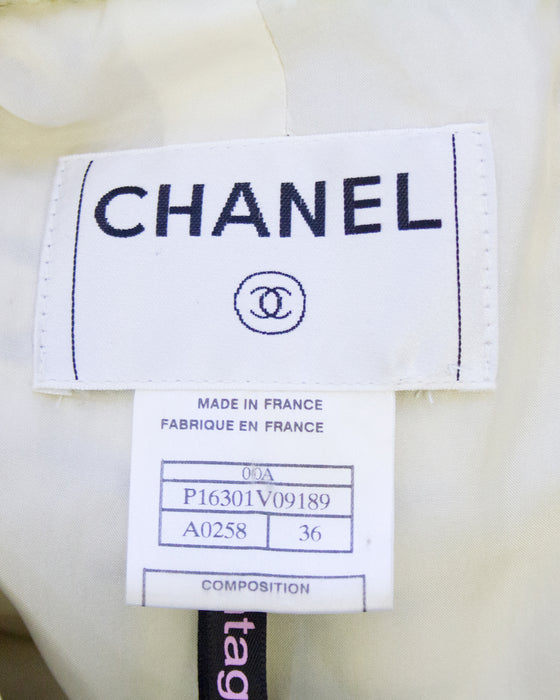 CHANEL
MADE IN FRANCE
FABRIQUE EN FRANCE
00A
P16301V09189
A0258 36
COMPOSITION